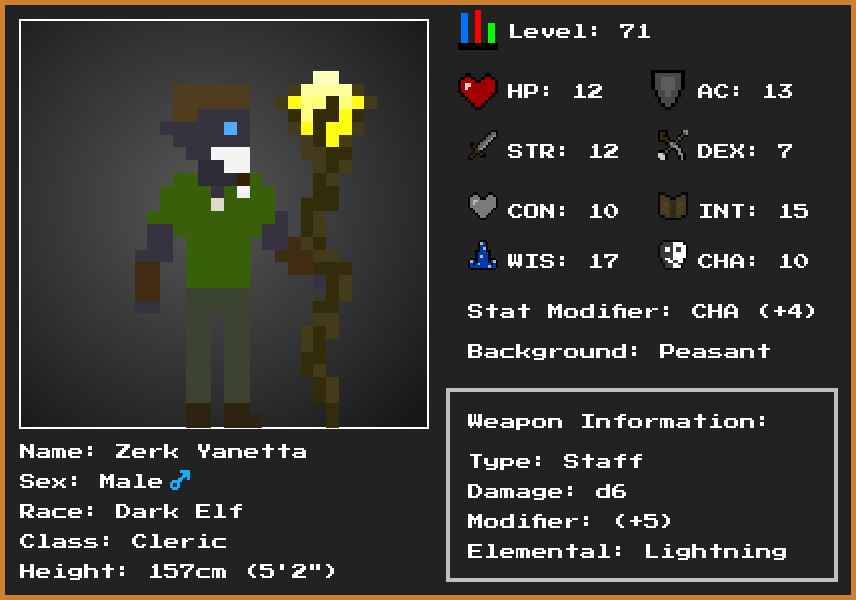 Level: 71
HP: 12
AC: 13
STR: 12
DEX: 7
CON: 10
INT: 15
WIS: 17
CHA: 10
Stat Modifier: CHA (+4)
Background: Peasant
Weapon Information:
Type: Staff
Damage: d6
Modifier: (+5)
Elemental: Lightning
Name: Zerk Yanetta
Sex: Male ♂
Race: Dark Elf
Class: Cleric
Height: 157cm (5'2")